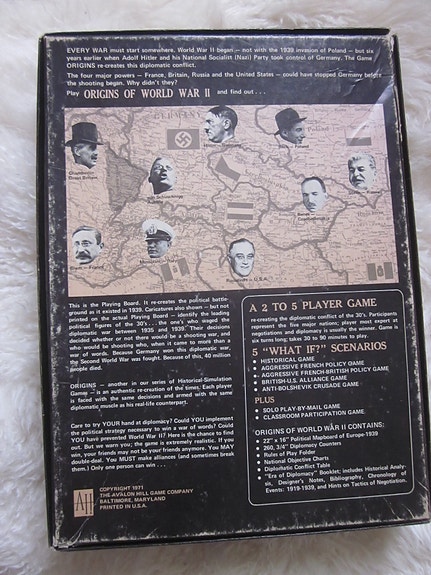 EVERY WAR must start somewhere. World War II began — not with the 1939 invasion of Poland — but six
years earlier when Adolf Hitler and his National Socialist (Nazi) Party took control of Germany. The Game
ORIGINS re-creates this diplomatic conflict.
The four major powers — France, Britain, Russia and the United States — could have stopped Germany before
the shooting began. Why didn't they?
Play ORIGINS OF WORLD WAR II and find out . . .
Chamberlain
Great Britain
Blum — France
Roosevelt — U.S.A.
This is the Playing Board. It re-creates the political battle-
ground as it existed in 1939. Caricatures also shown — but not
printed on the actual Playing Board — identify the leading
political figures of the 30's . . . the one's who waged the
diplomatic war between 1935 and 1939. Their decisions
decided whether or not there would be a shooting war, and
who would be shooting who, when it came to more than a
war of words. Because Germany won the diplomatic war,
the Second World War was fought. Because of this, 40 million
people died.
ORIGINS — another in our series of Historical-Simulation
Games — is an authentic re-creation of the times. Each player
is faced with the same decisions and armed with the same
diplomatic muscle as his real-life counterpart.
Care to try YOUR hand at diplomacy? Could YOU implement
the political strategy necessary to win a war of words? Could
YOU have prevented World War II? Here is the chance to find
out. But we warn you; the game is extremely realistic. If you
win, your friends may not be your friends anymore. You MAY
double-deal. You MUST make alliances (and sometimes break
them.) Only one person can win . . .
AH
COPYRIGHT 1971
THE AVALON HILL GAME COMPANY
BALTIMORE, MARYLAND
PRINTED IN U.S.A.
A 2 TO 5 PLAYER GAME
re-creating the diplomatic conflict of the 30's. Participants
represent the five major nations; player must expert at
negotiations and diplomacy is usually the winner. Game is
six turns long; takes 30 to 90 minutes to play.
5 "WHAT IF?" SCENARIOS
• HISTORICAL GAME
• AGGRESSIVE FRENCH POLICY GAME
• AGGRESSIVE FRENCH-BRITISH POLICY GAME
• BRITISH-U.S. ALLIANCE GAME
• ANTI-BOLSHEVIK CRUSADE GAME
PLUS
• SOLO PLAY-BY-MAIL GAME
• CLASSROOM PARTICIPATION GAME
ORIGINS OF WORLD WAR II CONTAINS:
• 22" x 16" Political Mapboard of Europe-1939
• 260, 3/4" Diplomacy Counters
• Rules of Play Folder
• National Objective Charts
• Diplomatic Conflict Table
• "Era of Diplomacy" Booklet; includes Historical Analy-
sis, Designer's Notes, Bibliography, Chronology of
Events: 1919-1939, and Hints on Tactics of Negotiation.